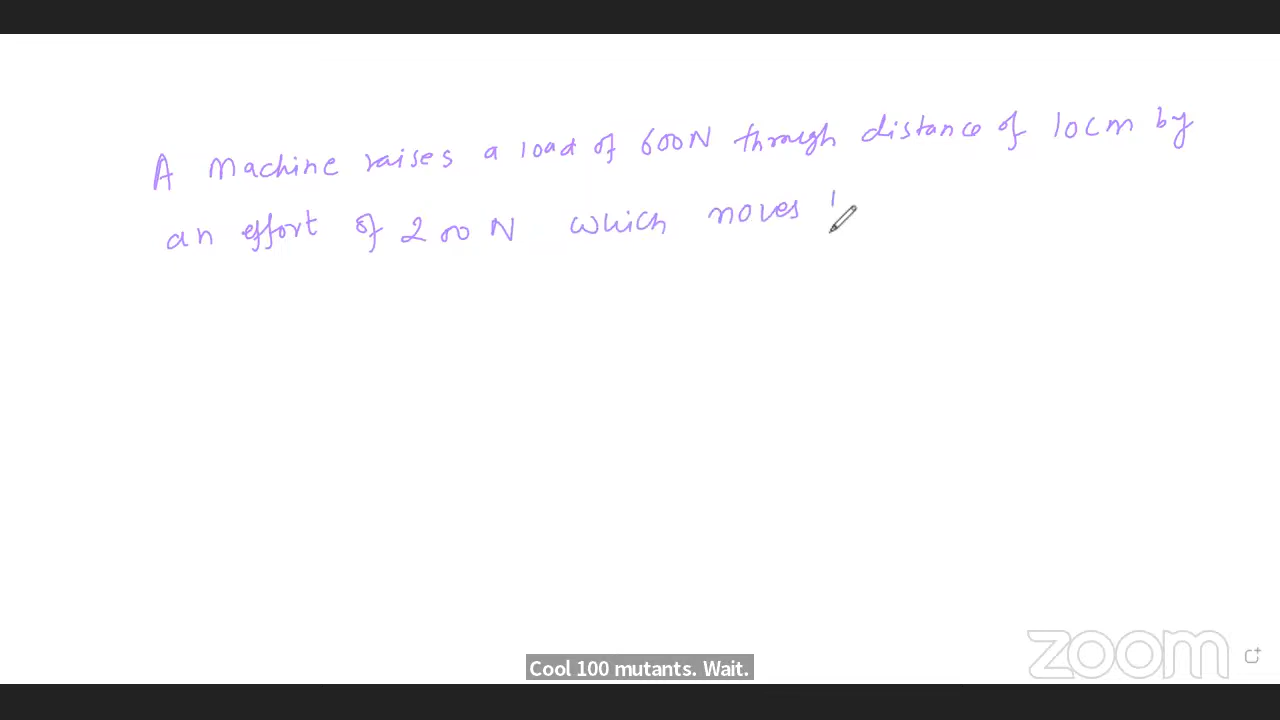 A machine raises a load of 600N through distance of 10cm by
an effort of 200 N which moves
zoom
Cool 100 mutants. Wait.